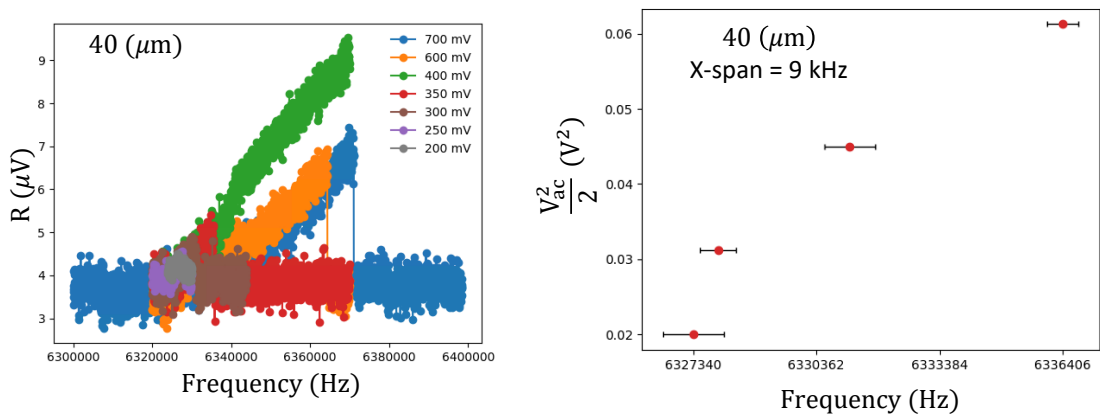 40 (μm)
700 mV
600 mV
400 mV
350 mV
300 mV
250 mV
200 mV
R (μV)
9
8
7
6
5
4
3
6300000 6320000 6340000 6360000 6380000 6400000
Frequency (Hz)
40 (μm)
X-span = 9 kHz
V²ac/2 (V²)
0.06
0.05
0.04
0.03
0.02
6327340 6330362 6333384 6336406
Frequency (Hz)